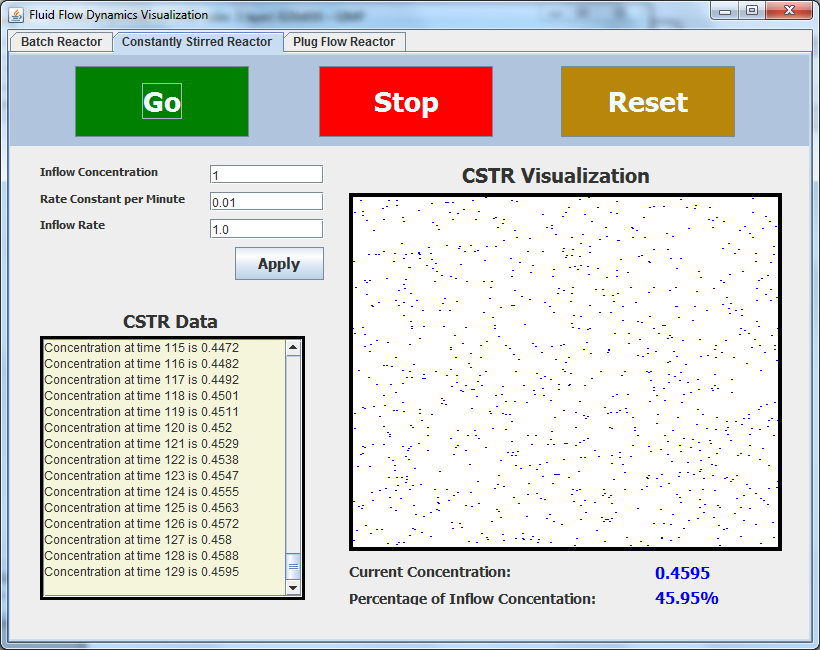 Fluid Flow Dynamics Visualization
Batch Reactor Constantly Stirred Reactor Plug Flow Reactor
Go Stop Reset
Inflow Concentration 1
Rate Constant per Minute 0.01
Inflow Rate 1.0
Apply
CSTR Visualization
CSTR Data
Concentration at time 115 is 0.4472
Concentration at time 116 is 0.4482
Concentration at time 117 is 0.4492
Concentration at time 118 is 0.4501
Concentration at time 119 is 0.4511
Concentration at time 120 is 0.452
Concentration at time 121 is 0.4529
Concentration at time 122 is 0.4538
Concentration at time 123 is 0.4547
Concentration at time 124 is 0.4555
Concentration at time 125 is 0.4563
Concentration at time 126 is 0.4572
Concentration at time 127 is 0.458
Concentration at time 128 is 0.4588
Concentration at time 129 is 0.4595
Current Concentration: 0.4595
Percentage of Inflow Concentation: 45.95%